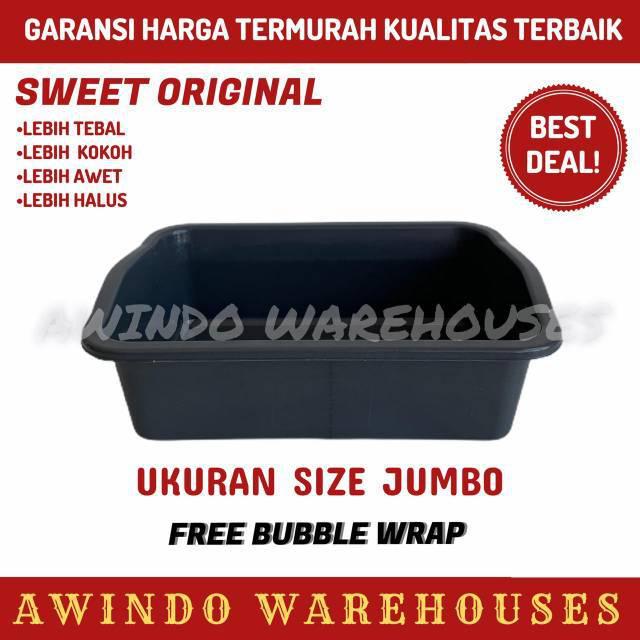 GARANSI HARGA TERMURAH KUALITAS TERBAIK
SWEET ORIGINAL
•LEBIH TEBAL
•LEBIH KOKOH
•LEBIH AWET
•LEBIH HALUS
BEST
DEAL!
AWINDO WAREHOUSES
UKURAN SIZE JUMBO
FREE BUBBLE WRAP
AWINDO WAREHOUSES